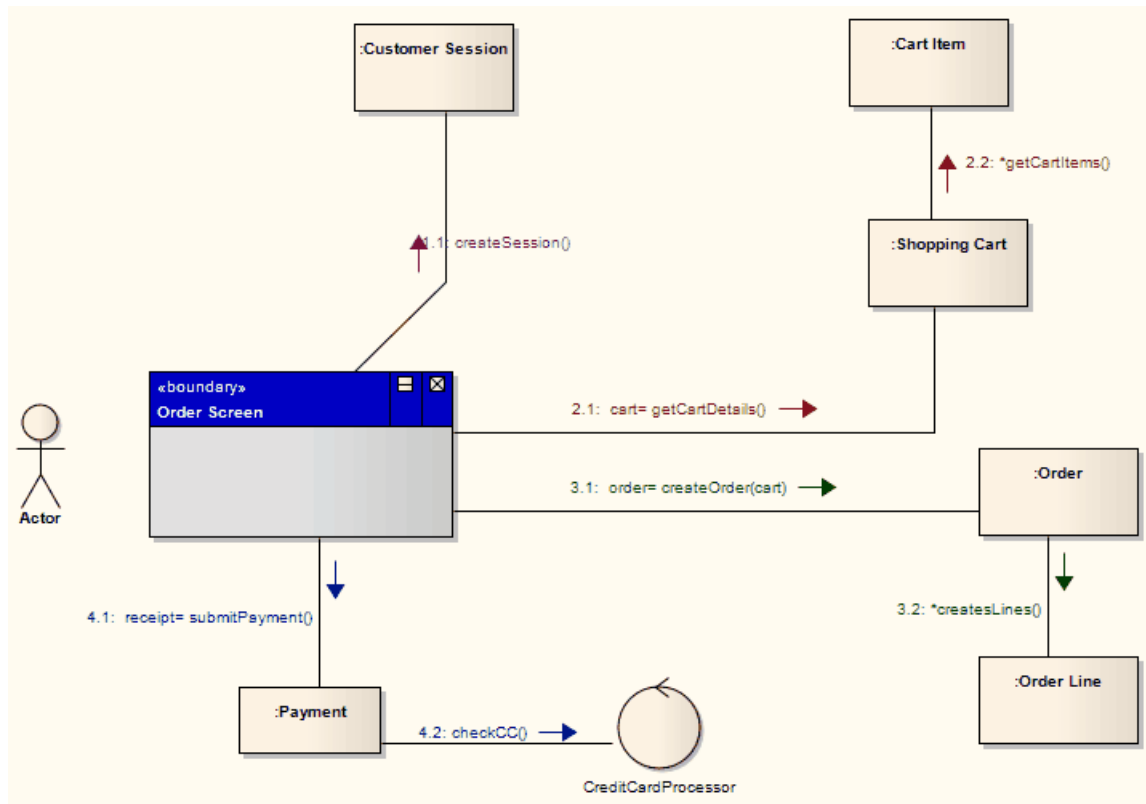 :Customer Session
:Cart Item
2.2: *getCartItems()
1.1: createSession()
:Shopping Cart
«boundary»
Order Screen
2.1: cart= getCartDetails()
:Order
3.1: order= createOrder(cart)
Actor
4.1: receipt= submitPayment()
3.2: *createsLines()
:Order Line
:Payment
4.2: checkCC()
CreditCardProcessor